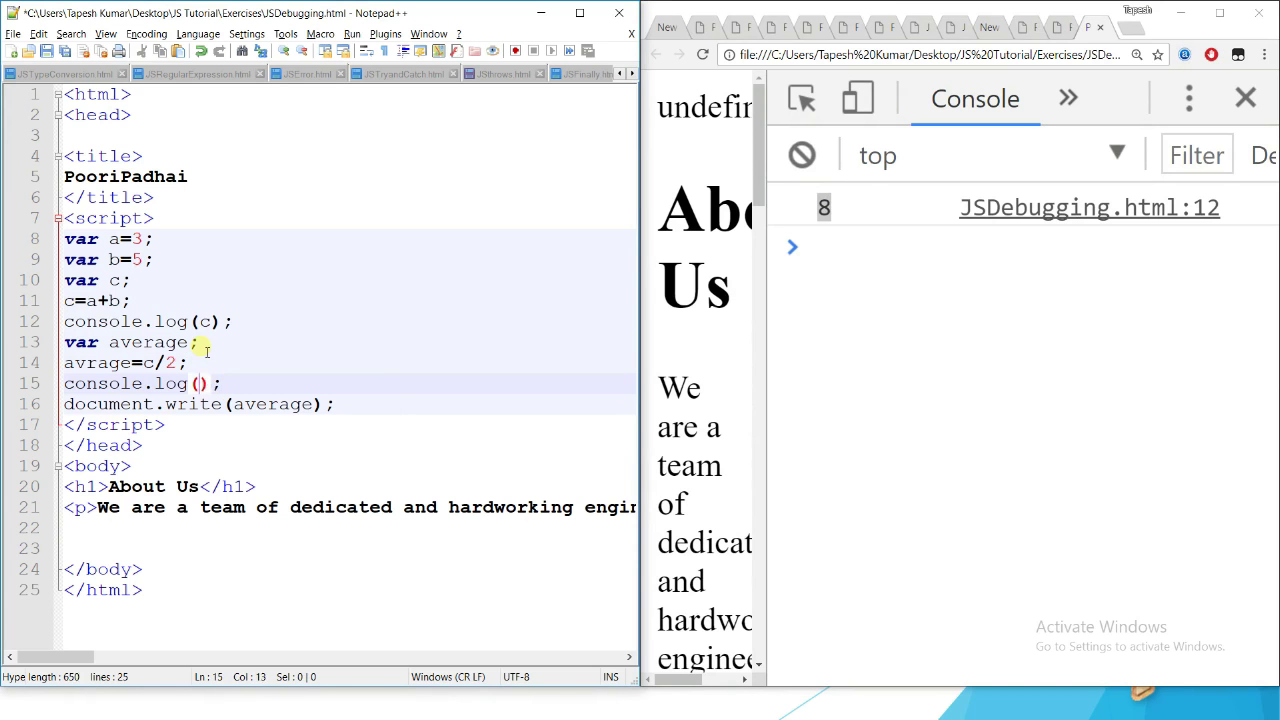 *C:\Users\Tapesh Kumar\Desktop\JS Tutorial\Exercises\JSDebugging.html - Notepad++
File Edit Search View Encoding Language Settings Tools Macro Run Plugins Window ? X
JSTypeConversion.html JSRegularExpression.html JSError.html JSTryandCatch.html JSthrows.html JSFinally.ht
1 <html>
2 <head>
3
4 <title>
5 PooriPadhai
6 </title>
7 <script>
8 var a=3;
9 var b=5;
10 var c;
11 c=a+b;
12 console.log(c);
13 var average;
14 avrage=c/2;
15 console.log();
16 document.write(average);
17 </script>
18 </head>
19 <body>
20 <h1>About Us</h1>
21 <p>We are a team of dedicated and hardworking engin
22
23
24 </body>
25 </html>
Hype length: 650 lines: 25 Ln: 15 Col: 13 Sel: 0 | 0 Windows (CR LF) UTF-8 INS
Tapesh
New F F F F F F J J New F F P
file:///C:/Users/Tapesh%20Kumar/Desktop/JS%20Tutorial/Exercises/JSDe...
undefin
Abo
Us
We
are a
team
of
dedicat
and
hardwo
enginee
Console
top Filter De
8 JSDebugging.html:12
Activate Windows
Go to Settings to activate Windows.